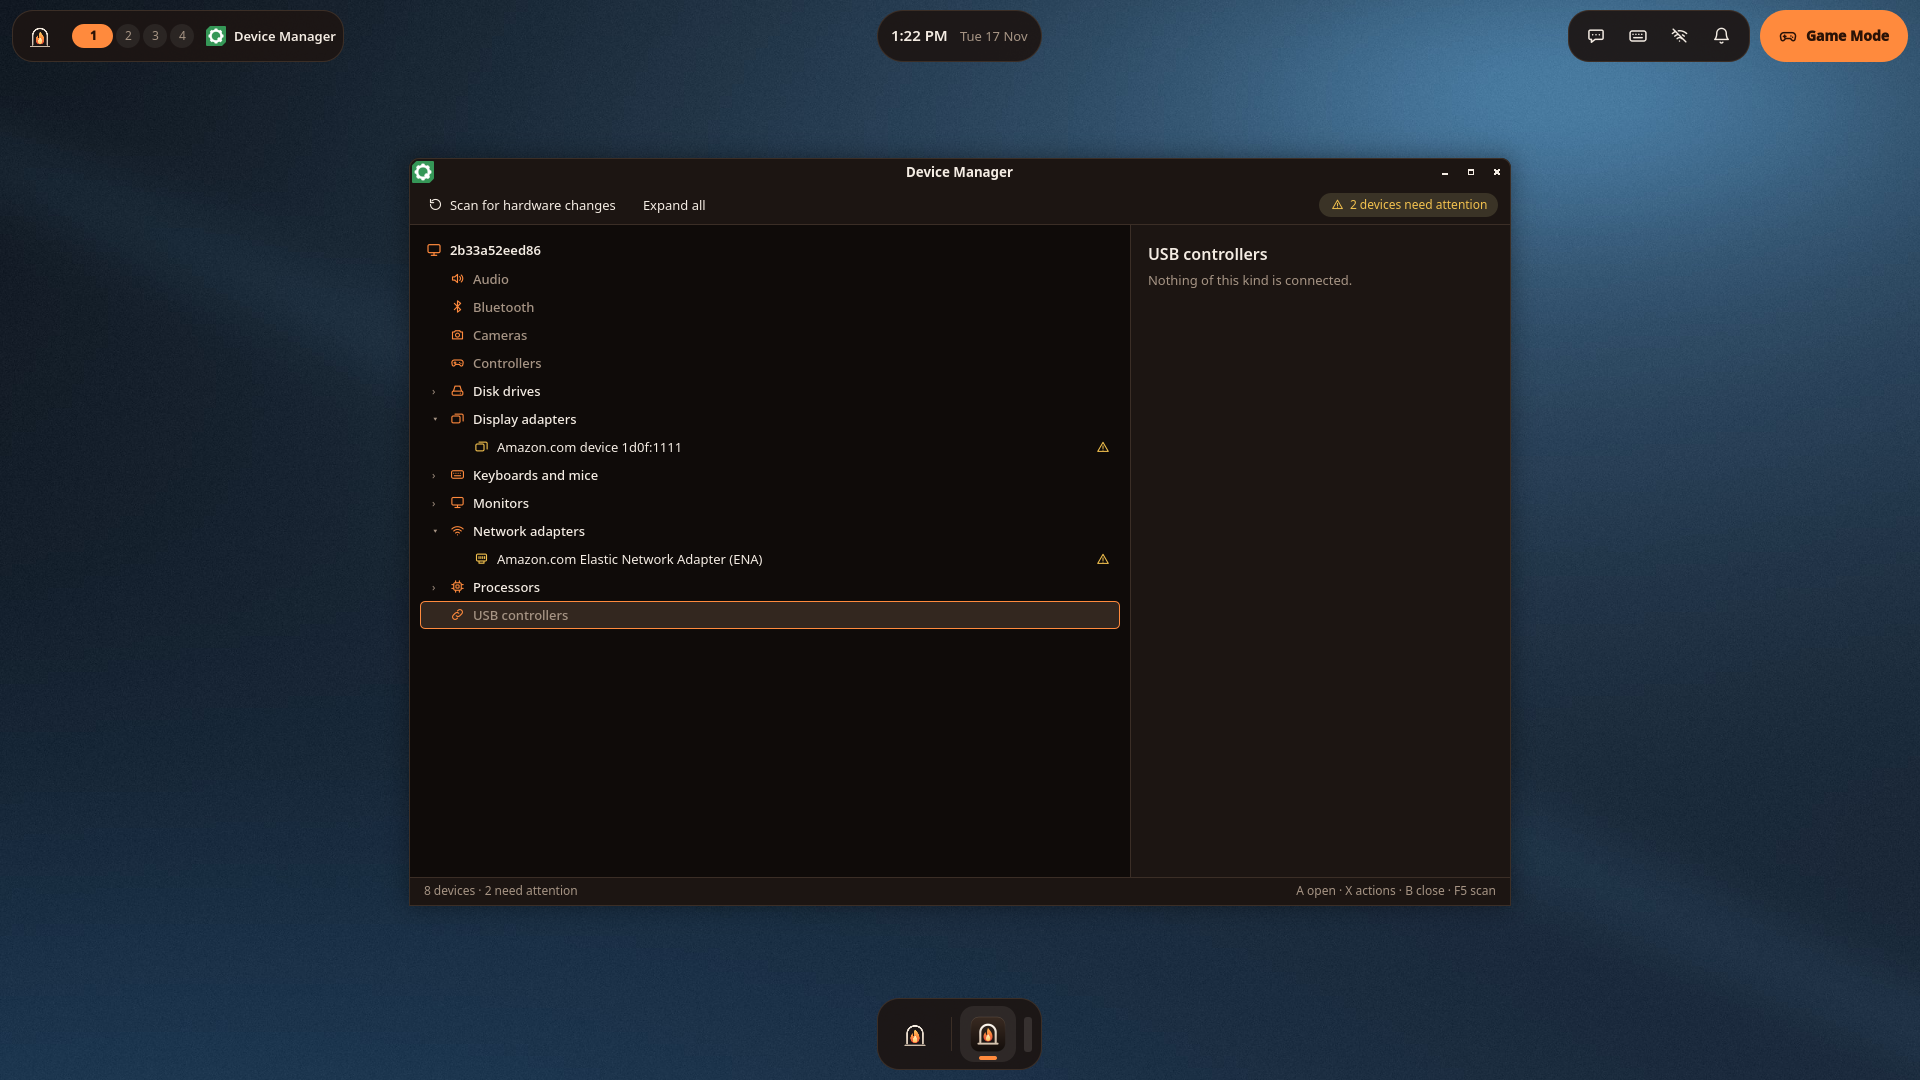 1 2 3 4 Device Manager
1:22 PM Tue 17 Nov
Game Mode
Device Manager
Scan for hardware changes Expand all
2 devices need attention
2b33a52eed86
Audio
Bluetooth
Cameras
Controllers
Disk drives
Display adapters
Amazon.com device 1d0f:1111
Keyboards and mice
Monitors
Network adapters
Amazon.com Elastic Network Adapter (ENA)
Processors
USB controllers
USB controllers
Nothing of this kind is connected.
8 devices · 2 need attention
A open · X actions · B close · F5 scan